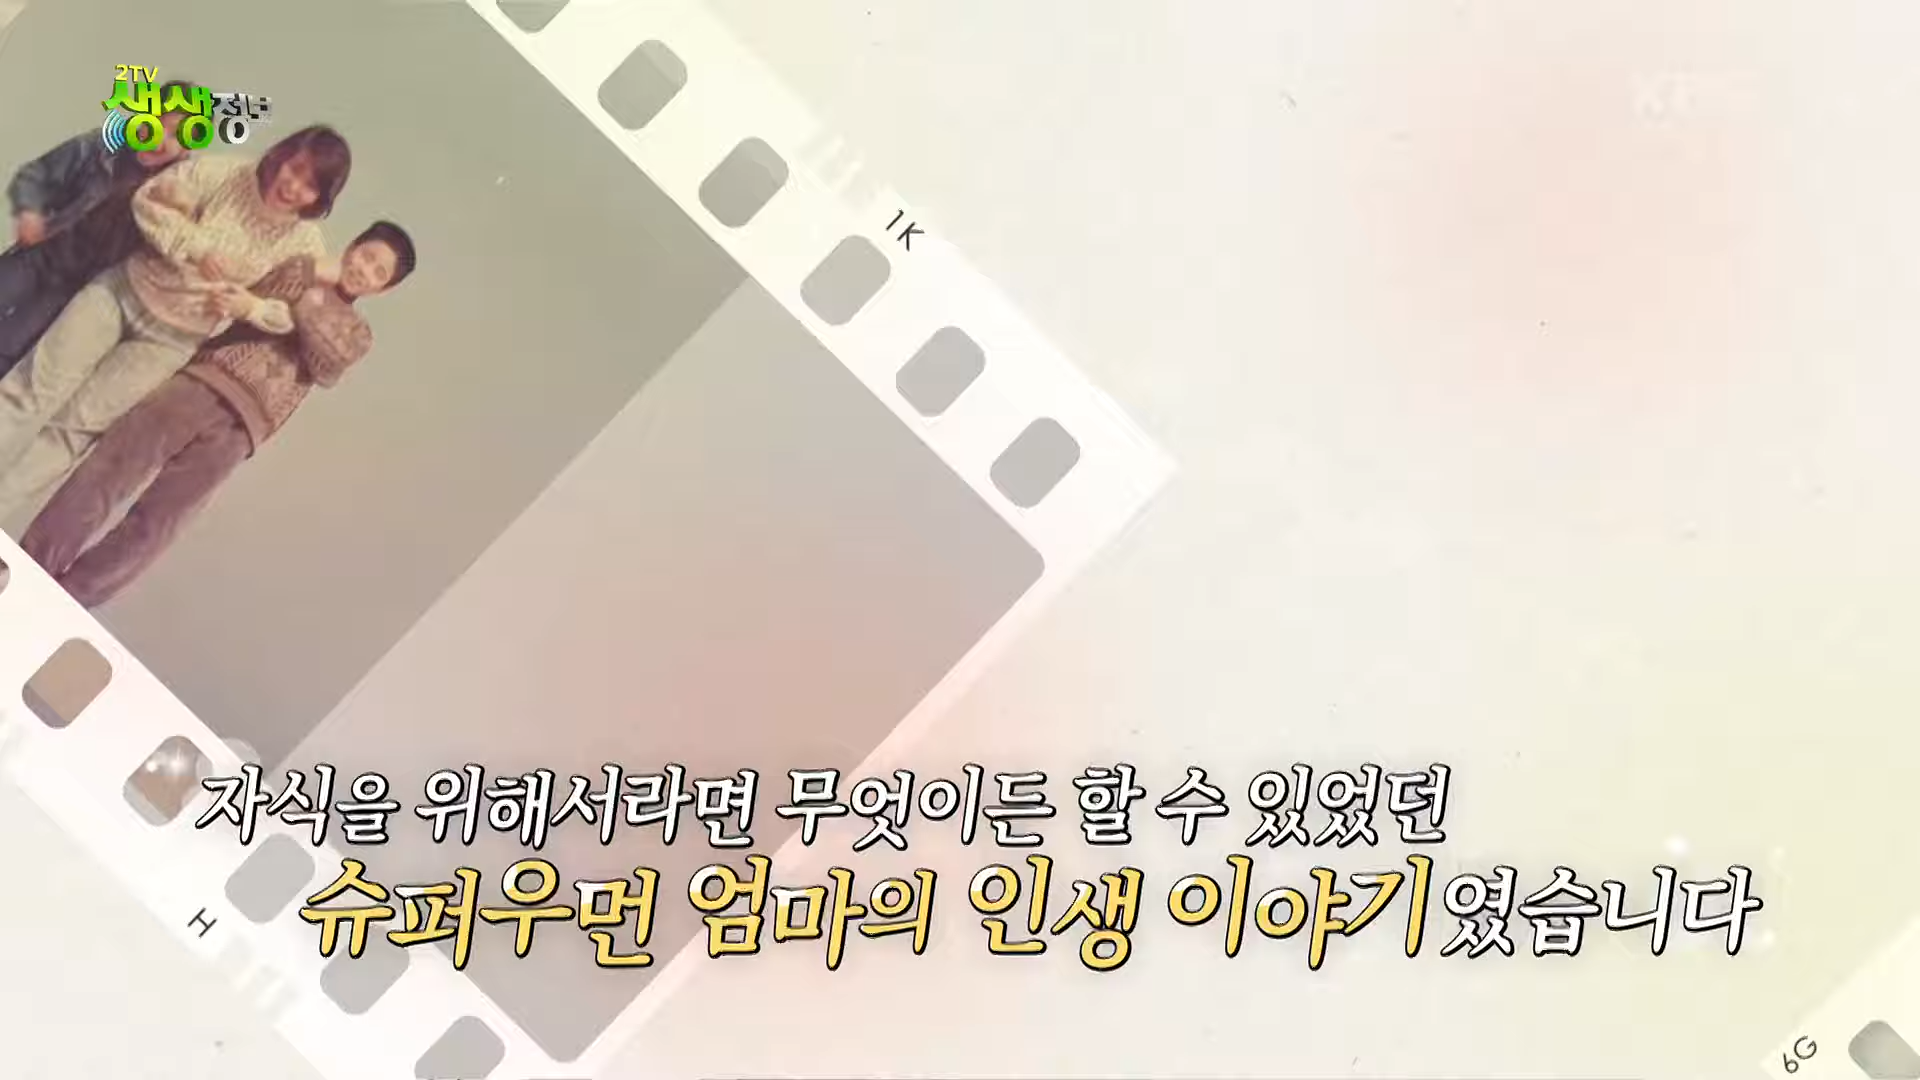 2TV
생생정보
1K
자식을 위해서라면 무엇이든 할 수 있었던
슈퍼우먼 엄마의 인생 이야기였습니다
H
6G